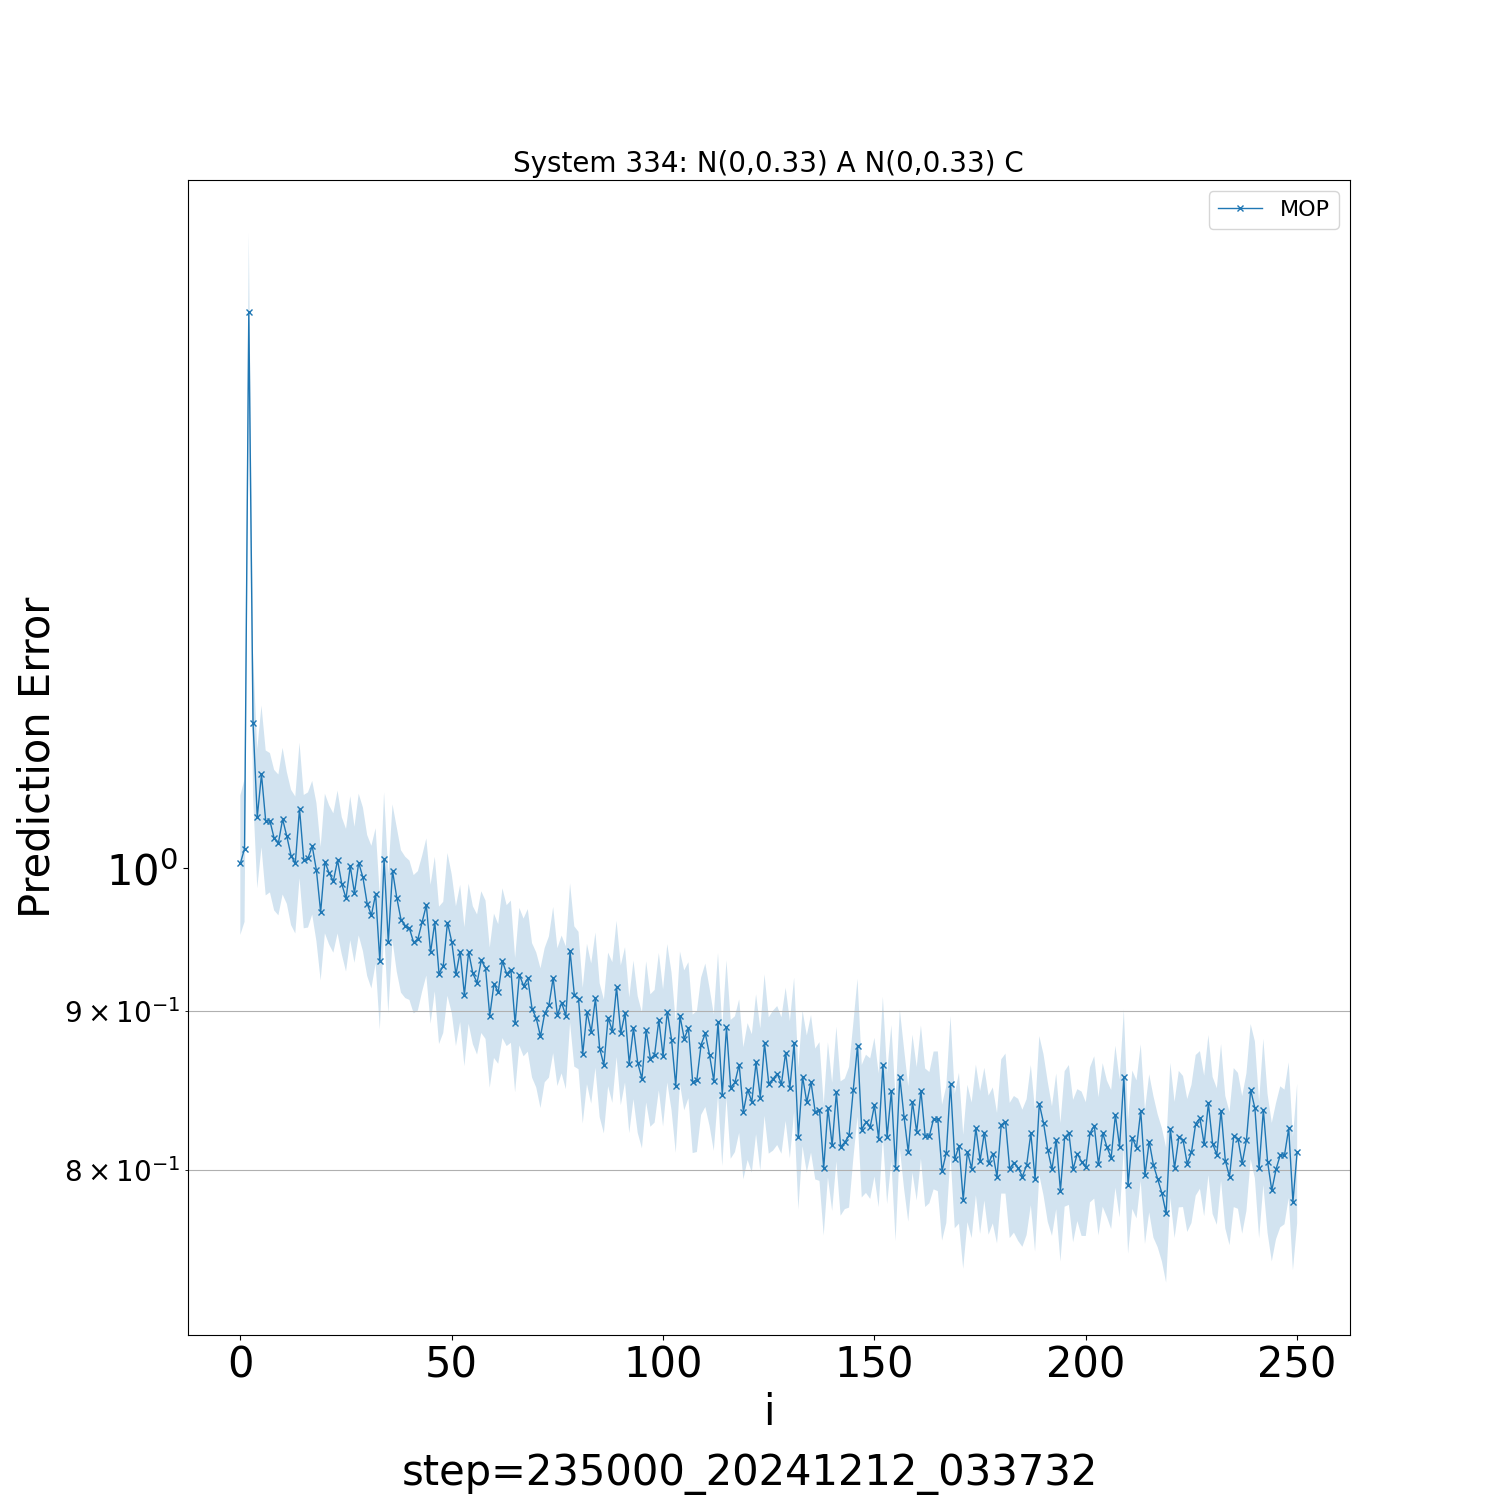 System 334: N(0,0.33) A N(0,0.33) C
MOP
Prediction Error
10⁰
9 × 10⁻¹
8 × 10⁻¹
0 50 100 150 200 250
i
step=235000_20241212_033732